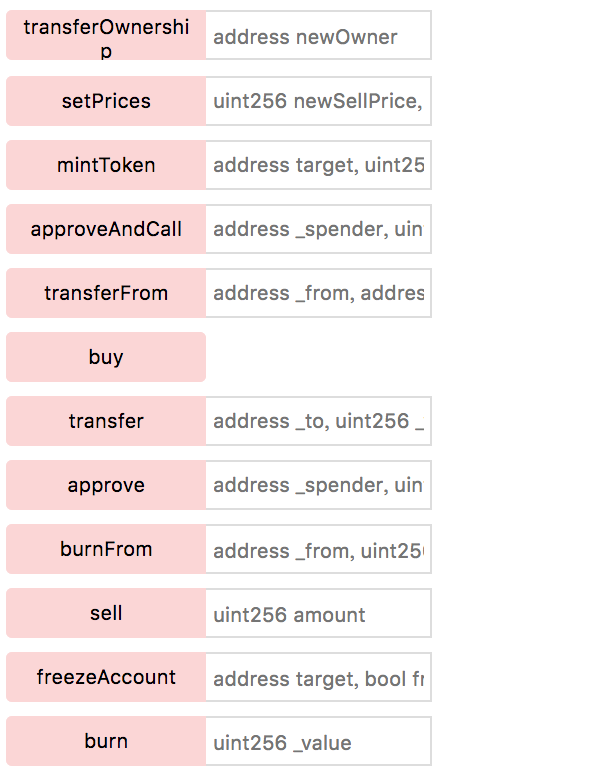 transferOwnershi
p
address newOwner
setPrices
uint256 newSellPrice,
mintToken
address target, uint25
approveAndCall
address _spender, uin
transferFrom
address _from, addres
buy
transfer
address _to, uint256 _
approve
address _spender, uin
burnFrom
address _from, uint256
sell
uint256 amount
freezeAccount
address target, bool fr
burn
uint256 _value